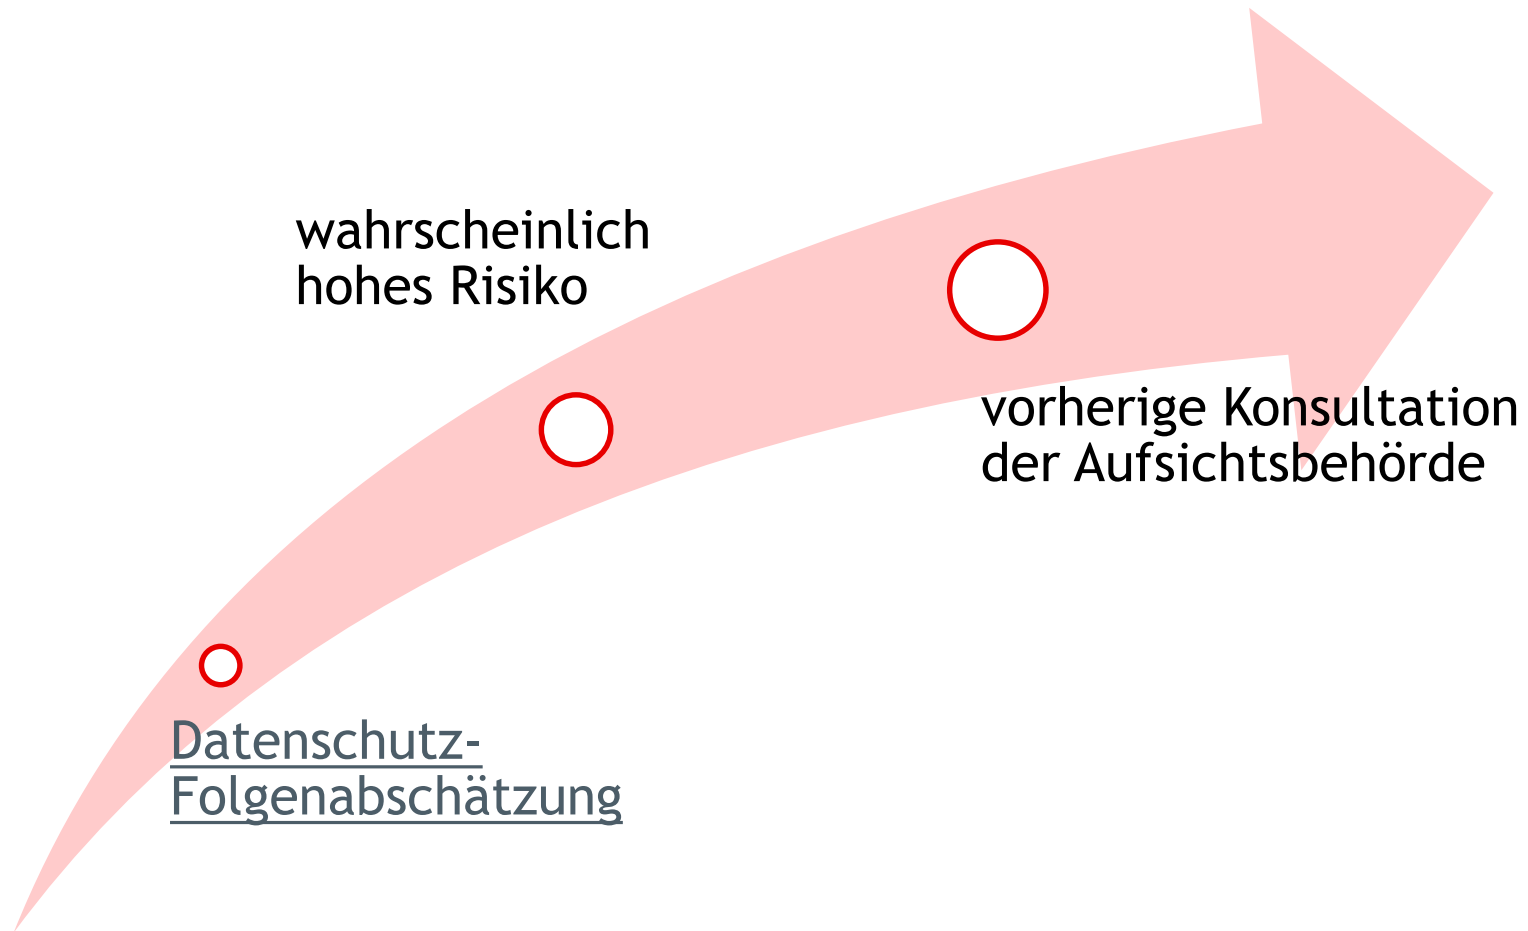 wahrscheinlich
hohes Risiko
vorherige Konsultation
der Aufsichtsbehörde
Datenschutz-
Folgenabschätzung